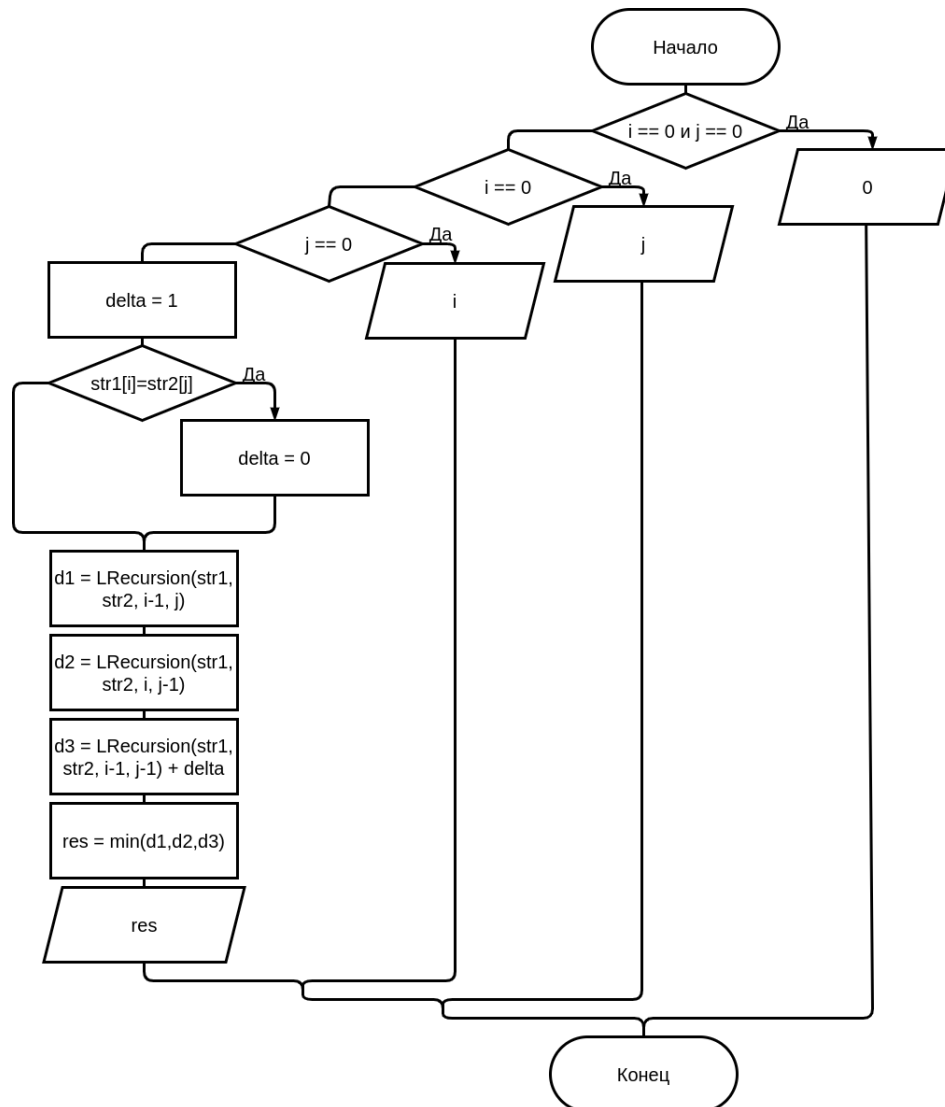 Начало
i == 0 и j == 0
Да
0
i == 0
Да
j
j == 0
Да
i
delta = 1
str1[i]=str2[j]
Да
delta = 0
d1 = LRecursion(str1,
str2, i-1, j)
d2 = LRecursion(str1,
str2, i, j-1)
d3 = LRecursion(str1,
str2, i-1, j-1) + delta
res = min(d1,d2,d3)
res
Конец